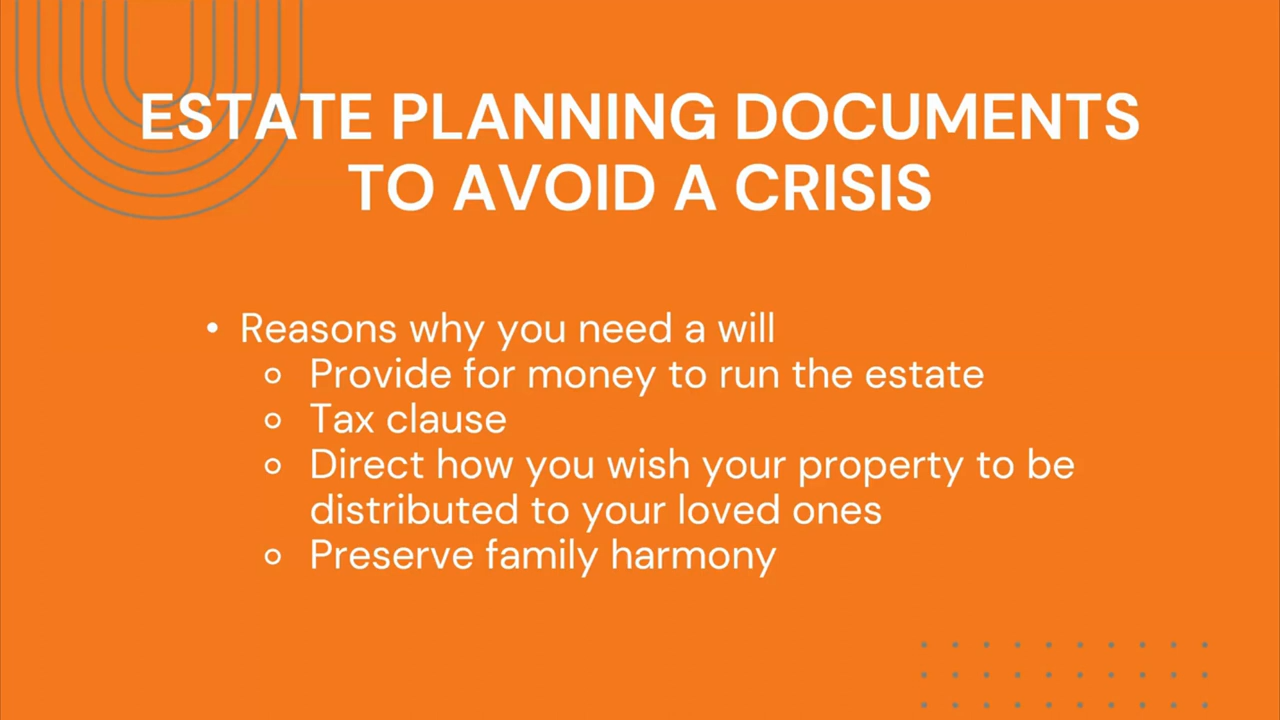 ESTATE PLANNING DOCUMENTS
TO AVOID A CRISIS
• Reasons why you need a will
○ Provide for money to run the estate
○ Tax clause
○ Direct how you wish your property to be
distributed to your loved ones
○ Preserve family harmony